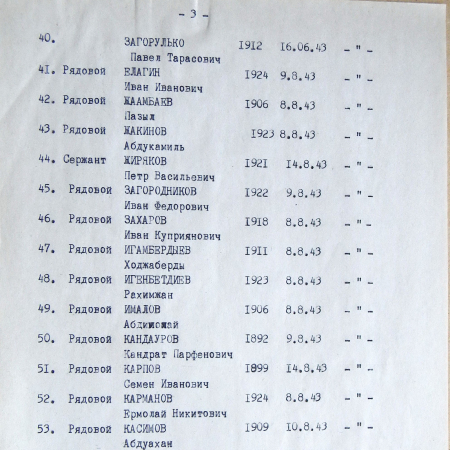 - 3 -
40. ЗАГОРУЛЬКО 1912 16.06.43 - " -
Павел Тарасович
41. Рядовой ЕЛАГИН 1924 9.8.43 - " -
Иван Иванович
42. Рядовой ЖААМБАЕВ 1906 8.8.43 - " -
Пазыл
43. Рядовой ЖАКИНОВ 1923 8.8.43 - " -
Абдукамиль
44. Сержант ЖИРЯКОВ 1921 14.8.43 - " -
Петр Васильевич
45. Рядовой ЗАГОРОДНИКОВ 1922 9.8.43 - " -
Иван Федорович
46. Рядовой ЗАХАРОВ 1918 8.8.43 - " -
Иван Куприянович
47. Рядовой ИГАМБЕРДЫЕВ 1911 8.8.43 - " -
Ходжаберды
48. Рядовой ИГЕНБЕТДИЕВ 1923 8.8.43 - " -
Рахимжан
49. Рядовой ИМАЛОВ 1906 8.8.43 - " -
50. Рядовой КАНДАУРОВ 1892 9.8.43 - " -
Кандрат Парфенович
51. Рядовой КАРПОВ 1899 14.8.43 - " -
Семен Иванович
52. Рядовой КАРМАНОВ 1924 8.8.43 - " -
Ермолай Никитович
53. Рядовой КАСИМОВ 1909 10.8.43 - " -
Абдуахан